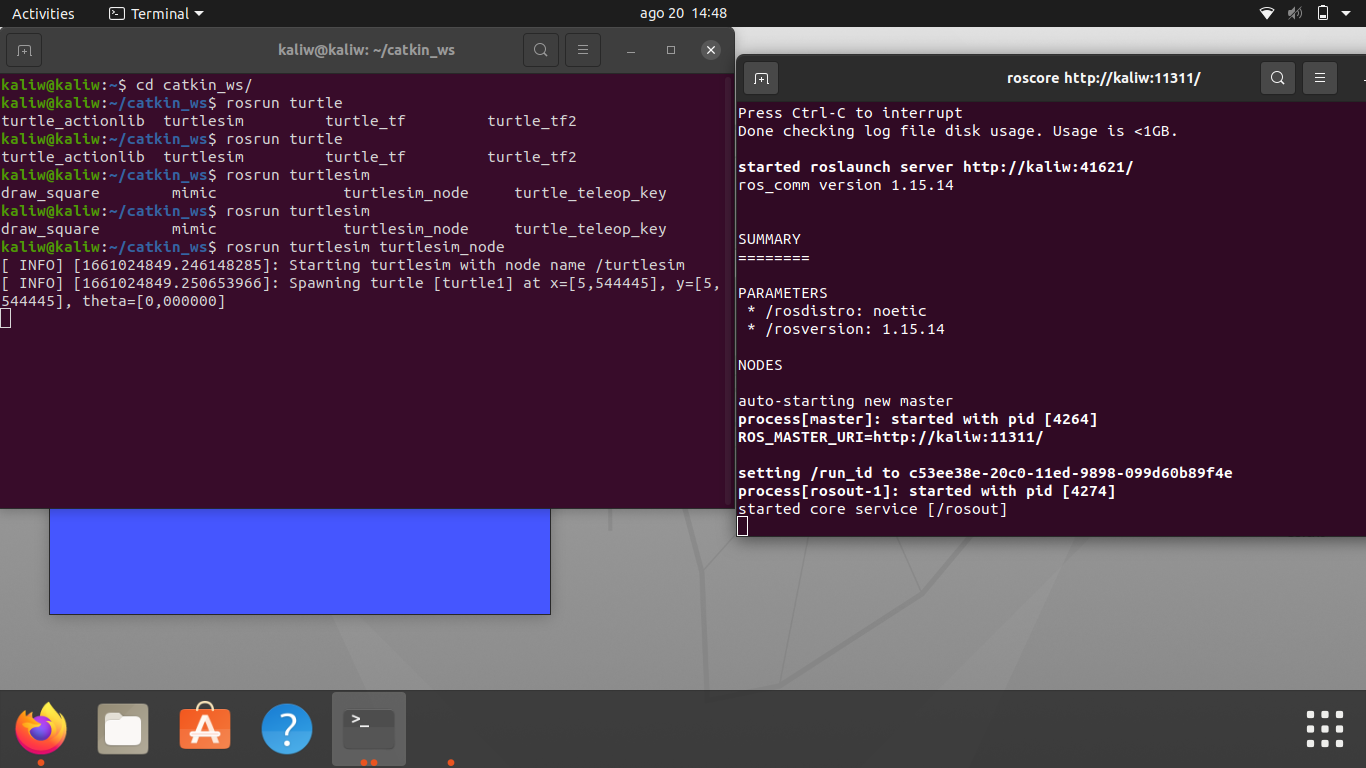 Activities Terminal ago 20 14:48
kaliw@kaliw: ~/catkin_ws
kaliw@kaliw:~$ cd catkin_ws/
kaliw@kaliw:~/catkin_ws$ rosrun turtle
turtle_actionlib turtlesim turtle_tf turtle_tf2
kaliw@kaliw:~/catkin_ws$ rosrun turtle
turtle_actionlib turtlesim turtle_tf turtle_tf2
kaliw@kaliw:~/catkin_ws$ rosrun turtlesim
draw_square mimic turtlesim_node turtle_teleop_key
kaliw@kaliw:~/catkin_ws$ rosrun turtlesim
draw_square mimic turtlesim_node turtle_teleop_key
kaliw@kaliw:~/catkin_ws$ rosrun turtlesim turtlesim_node
[ INFO] [1661024849.246148285]: Starting turtlesim with node name /turtlesim
[ INFO] [1661024849.250653966]: Spawning turtle [turtle1] at x=[5,544445], y=[5,
544445], theta=[0,000000]
roscore http://kaliw:11311/
Press Ctrl-C to interrupt
Done checking log file disk usage. Usage is <1GB.
started roslaunch server http://kaliw:41621/
ros_comm version 1.15.14
SUMMARY
========
PARAMETERS
* /rosdistro: noetic
* /rosversion: 1.15.14
NODES
auto-starting new master
process[master]: started with pid [4264]
ROS_MASTER_URI=http://kaliw:11311/
setting /run_id to c53ee38e-20c0-11ed-9898-099d60b89f4e
process[rosout-1]: started with pid [4274]
started core service [/rosout]